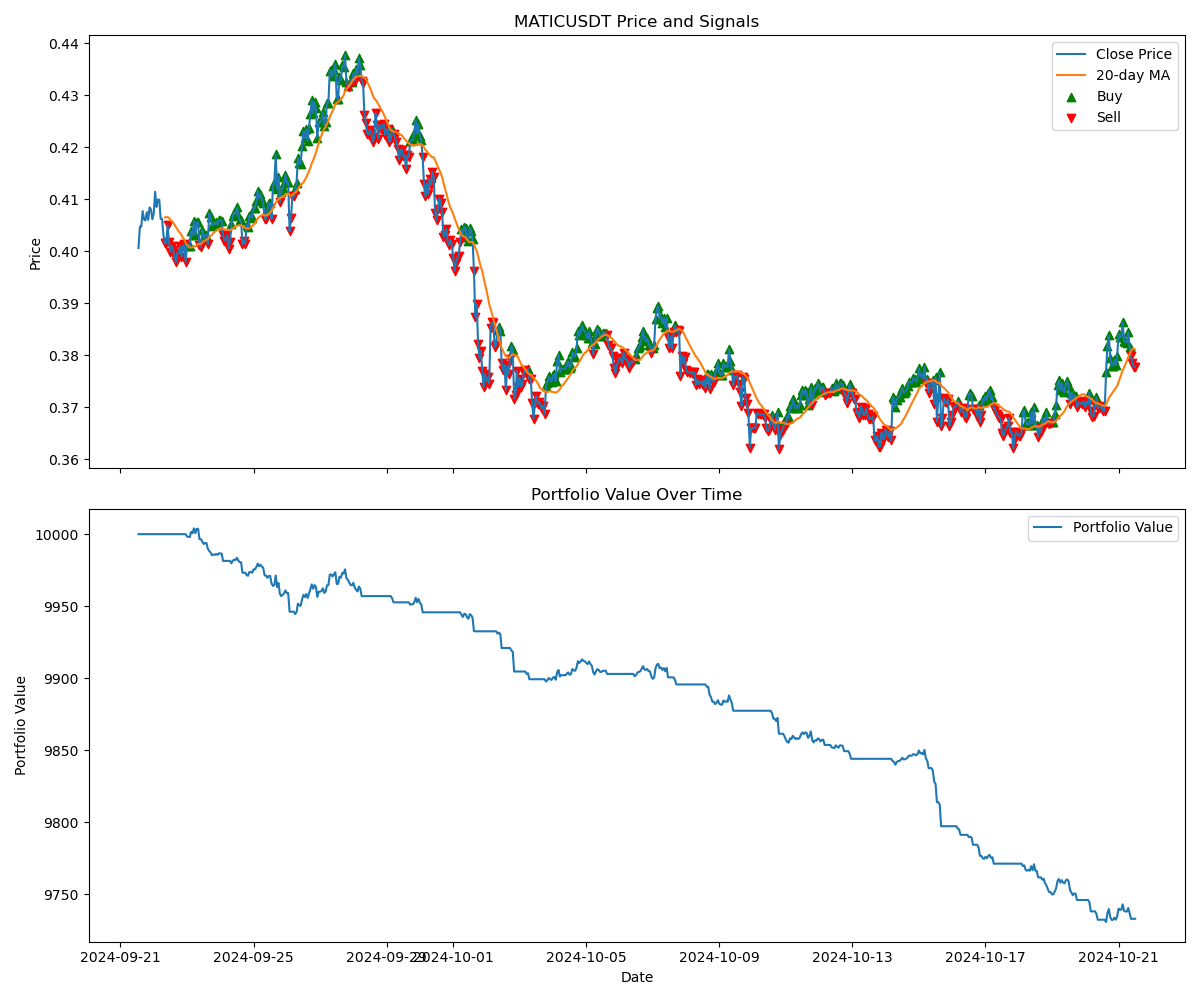 MATICUSDT Price and Signals
0.44
0.43
0.42
0.41
0.40
0.39
0.38
0.37
0.36
Price
Close Price
20-day MA
Buy
Sell
Portfolio Value Over Time
10000
9950
9900
9850
9800
9750
Portfolio Value
Portfolio Value
2024-09-21 2024-09-25 2024-09-29 2024-10-01 2024-10-05 2024-10-09 2024-10-13 2024-10-17 2024-10-21
Date